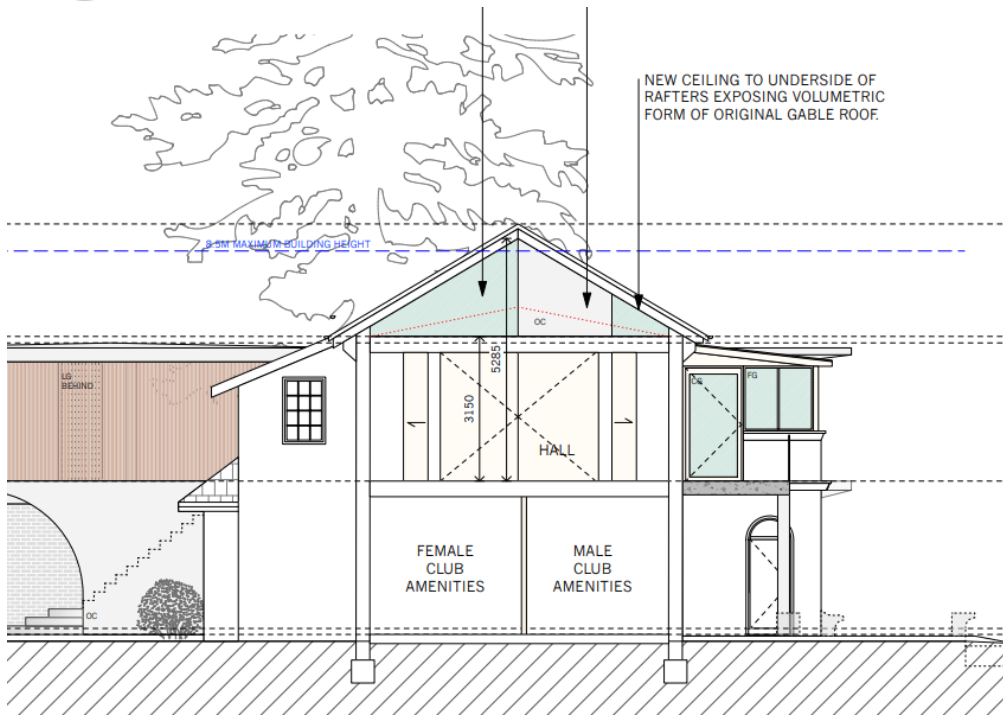 NEW CEILING TO UNDERSIDE OF
RAFTERS EXPOSING VOLUMETRIC
FORM OF ORIGINAL GABLE ROOF.
8.5M MAXIMUM BUILDING HEIGHT
OC
5285
3150
LG
BEHIND
CG
FG
HALL
FEMALE
CLUB
AMENITIES
MALE
CLUB
AMENITIES
OC